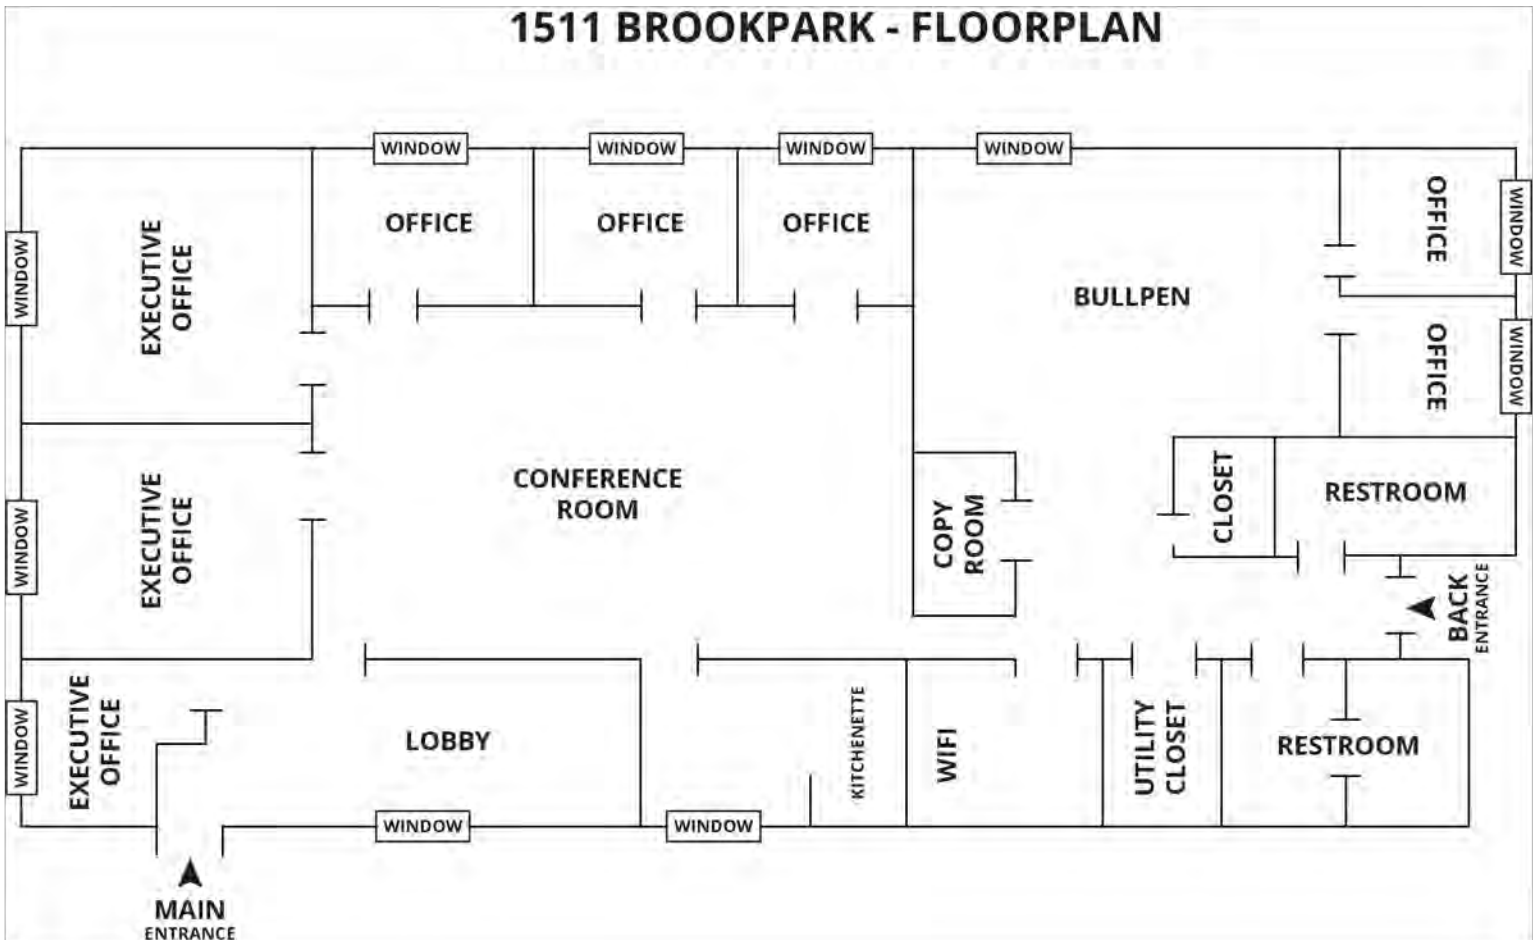 1511 BROOKPARK - FLOORPLAN
WINDOW
WINDOW
WINDOW
WINDOW
EXECUTIVE
OFFICE
OFFICE
OFFICE
OFFICE
BULLPEN
OFFICE
WINDOW
WINDOW
OFFICE
WINDOW
CONFERENCE
ROOM
EXECUTIVE
OFFICE
WINDOW
COPY
ROOM
CLOSET
RESTROOM
BACK
ENTRANCE
EXECUTIVE
OFFICE
WINDOW
LOBBY
KITCHENETTE
WIFI
UTILITY
CLOSET
RESTROOM
WINDOW
WINDOW
MAIN
ENTRANCE